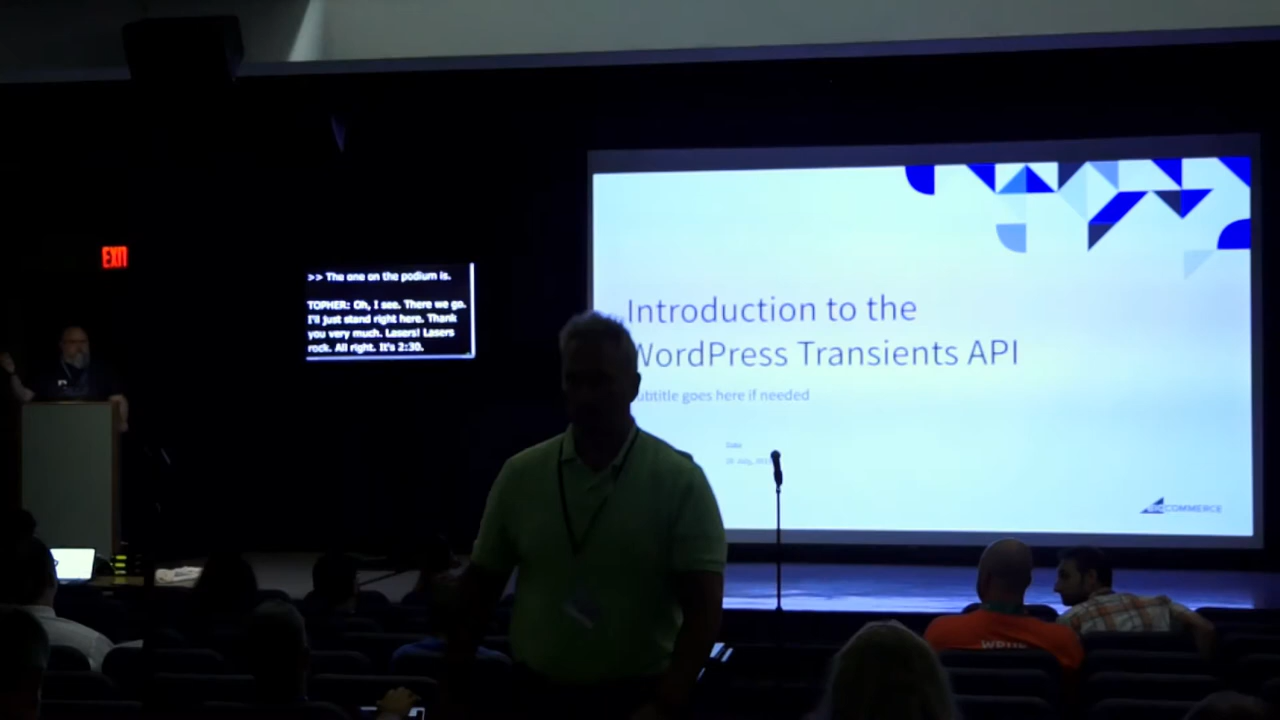 EXIT
>> The one on the podium is.
TOPHER: Oh, I see. There we go.
I'll just stand right here. Thank
you very much. Lasers! Lasers
rock. All right. It's 2:30.
Introduction to the
WordPress Transients API
ubtitle goes here if needed
Date
COMMERCE